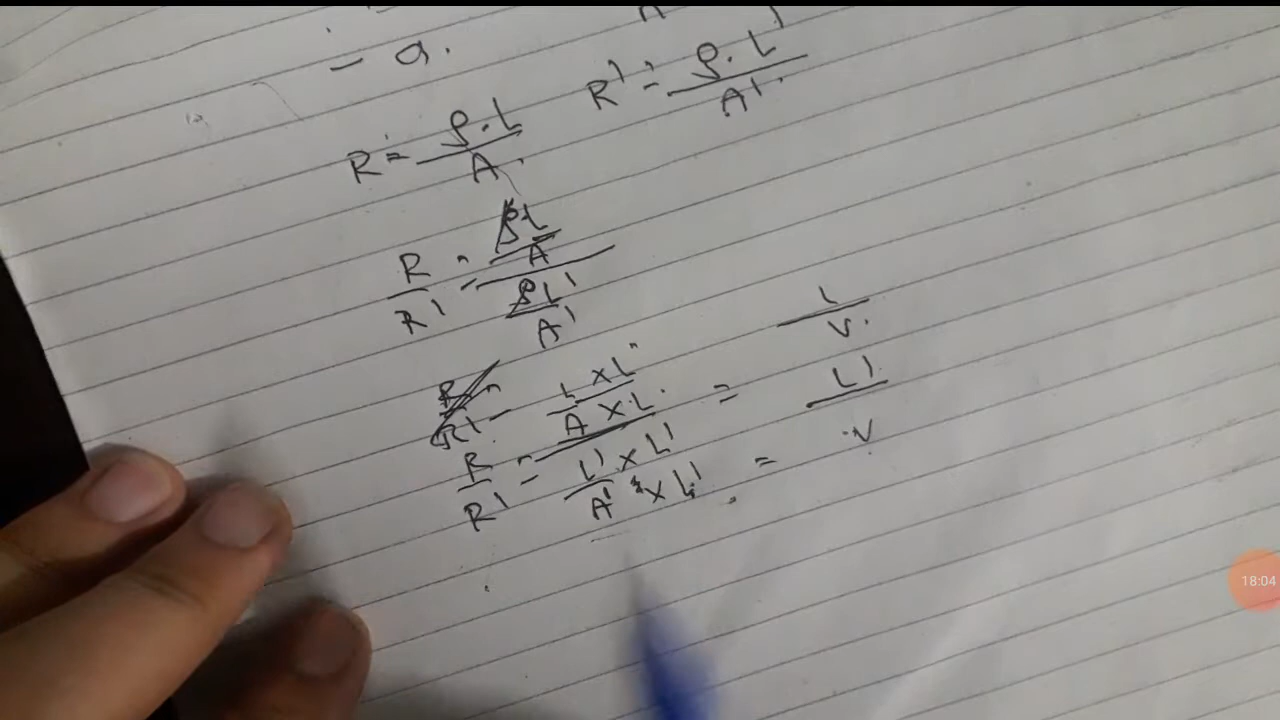 - a.
R = ρ.L / A
R' = ρ.L' / A'.
R / R' = (ρL / A) / (ρL' / A')
R / R' =
R / R' = (L × L / A × L) / (L' × L' / A' × L') = (L / V) / (L' / V)
18:04